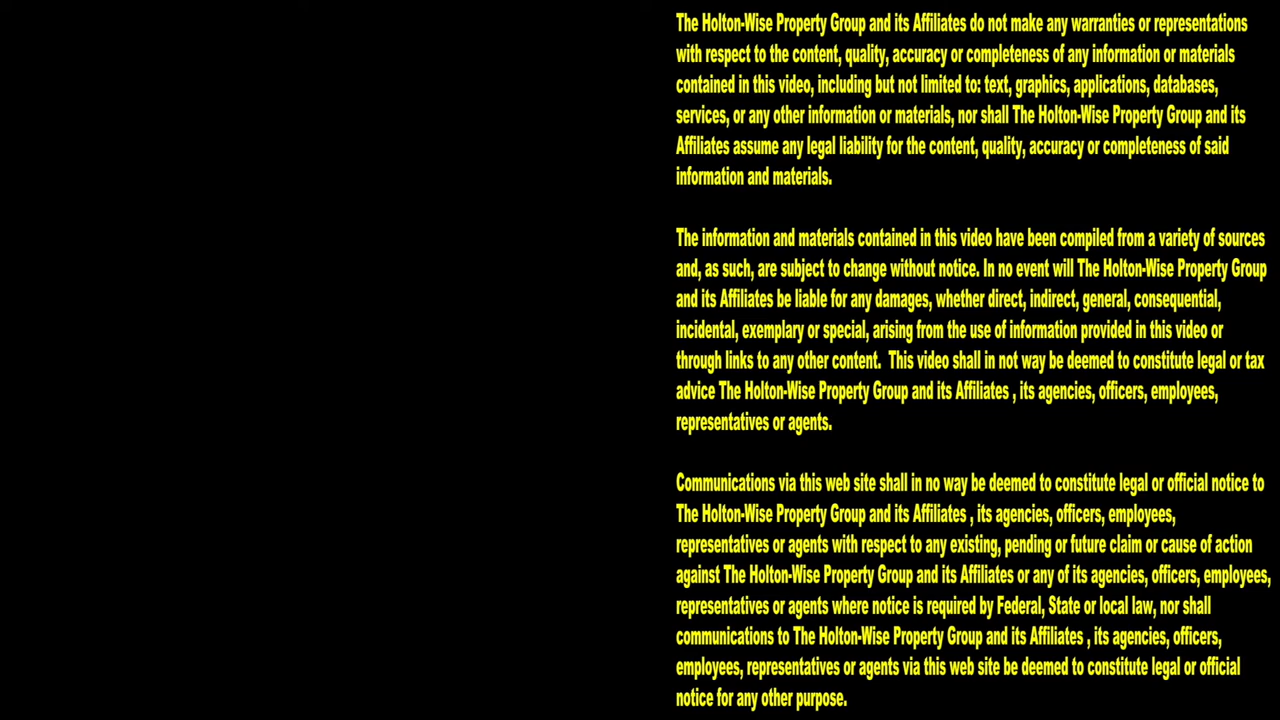 The Holton-Wise Property Group and its Affiliates do not make any warranties or representations
with respect to the content, quality, accuracy or completeness of any information or materials
contained in this video, including but not limited to: text, graphics, applications, databases,
services, or any other information or materials, nor shall The Holton-Wise Property Group and its
Affiliates assume any legal liability for the content, quality, accuracy or completeness of said
information and materials.
The information and materials contained in this video have been compiled from a variety of sources
and, as such, are subject to change without notice. In no event will The Holton-Wise Property Group
and its Affiliates be liable for any damages, whether direct, indirect, general, consequential,
incidental, exemplary or special, arising from the use of information provided in this video or
through links to any other content.  This video shall in not way be deemed to constitute legal or tax
advice The Holton-Wise Property Group and its Affiliates , its agencies, officers, employees,
representatives or agents.
Communications via this web site shall in no way be deemed to constitute legal or official notice to
The Holton-Wise Property Group and its Affiliates , its agencies, officers, employees,
representatives or agents with respect to any existing, pending or future claim or cause of action
against The Holton-Wise Property Group and its Affiliates or any of its agencies, officers, employees,
representatives or agents where notice is required by Federal, State or local law, nor shall
communications to The Holton-Wise Property Group and its Affiliates , its agencies, officers,
employees, representatives or agents via this web site be deemed to constitute legal or official
notice for any other purpose.